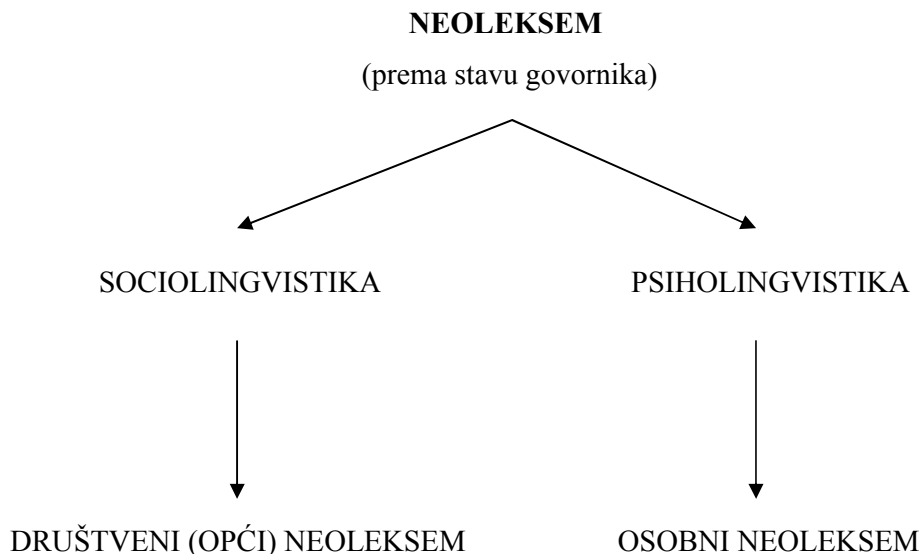 NEOLEKSEM
(prema stavu govornika)
SOCIOLINGVISTIKA
PSIHOLINGVISTIKA
DRUŠTVENI (OPĆI) NEOLEKSEM
OSOBNI NEOLEKSEM